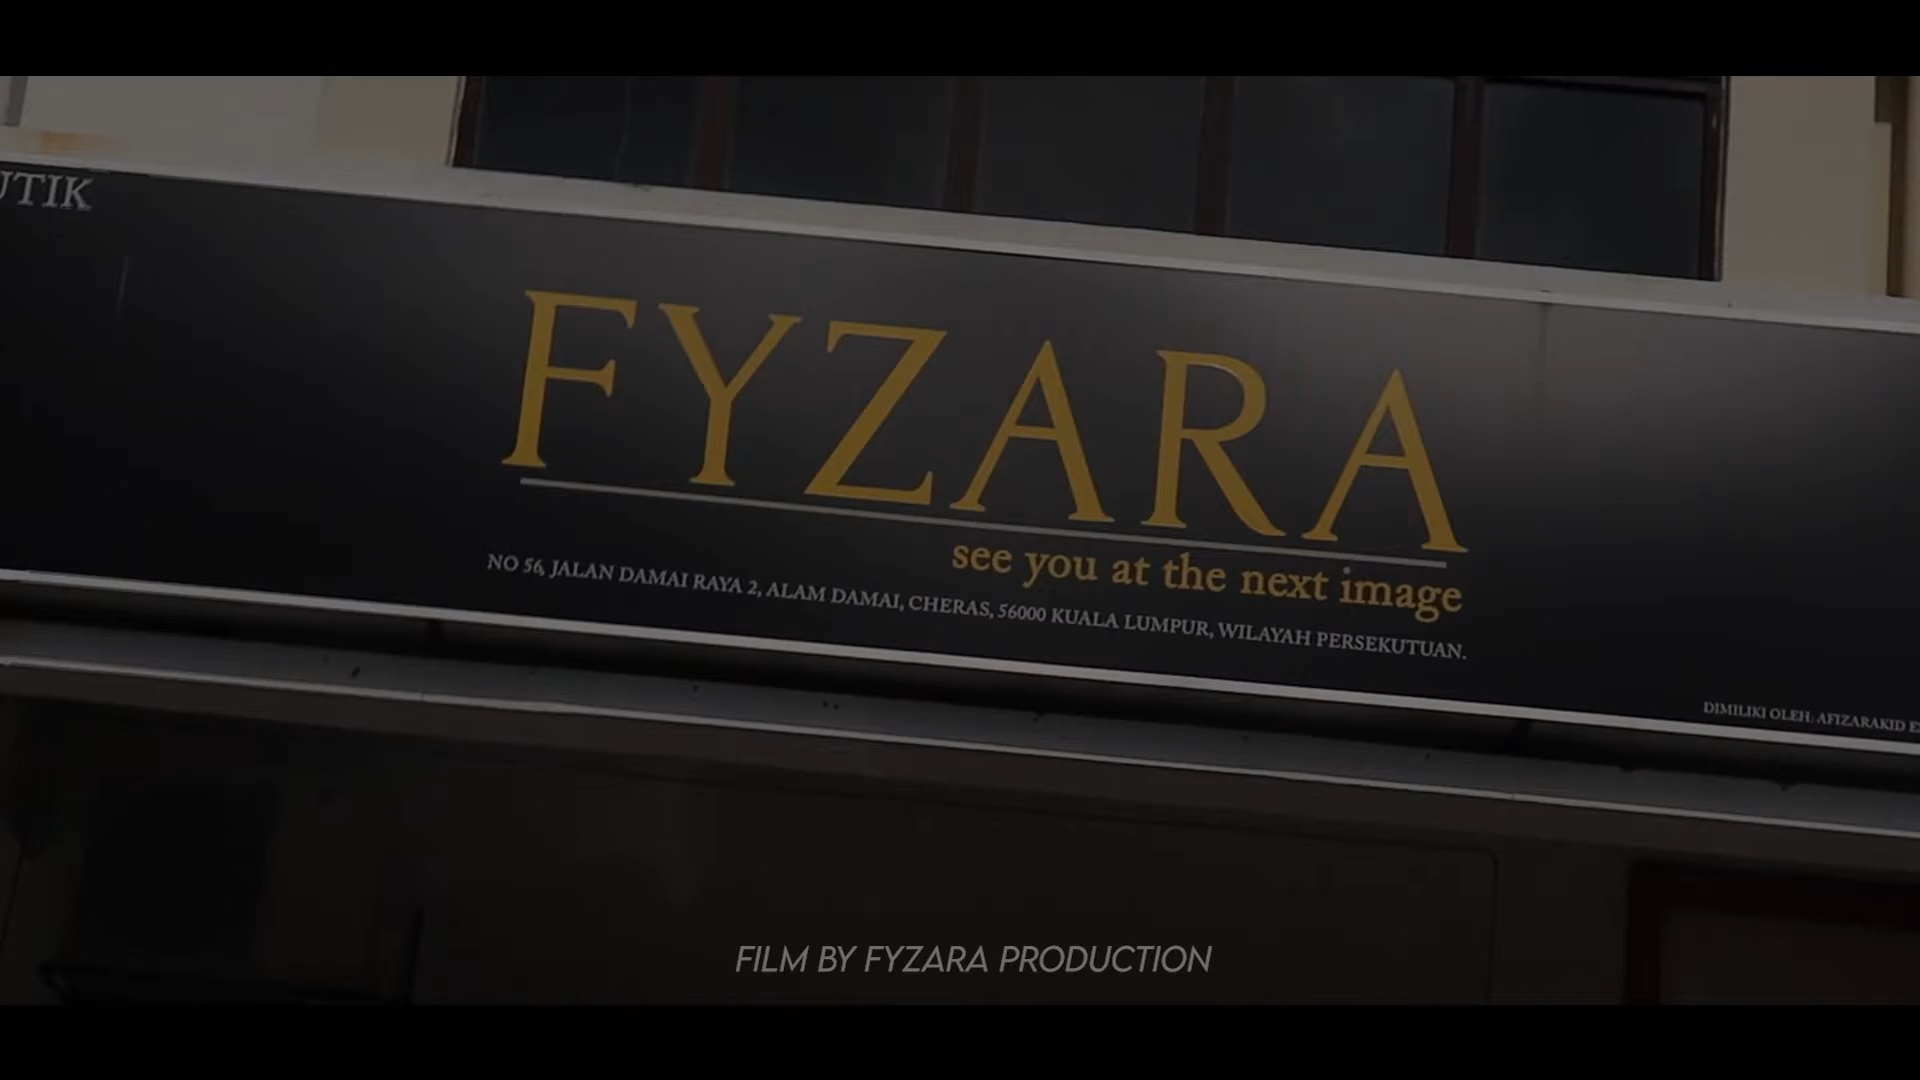 UTIK
FYZARA
see you at the next image
NO 56, JALAN DAMAI RAYA 2, ALAM DAMAI, CHERAS, 56000 KUALA LUMPUR, WILAYAH PERSEKUTUAN.
DIMILIKI OLEH: AFIZARAKID
FILM BY FYZARA PRODUCTION